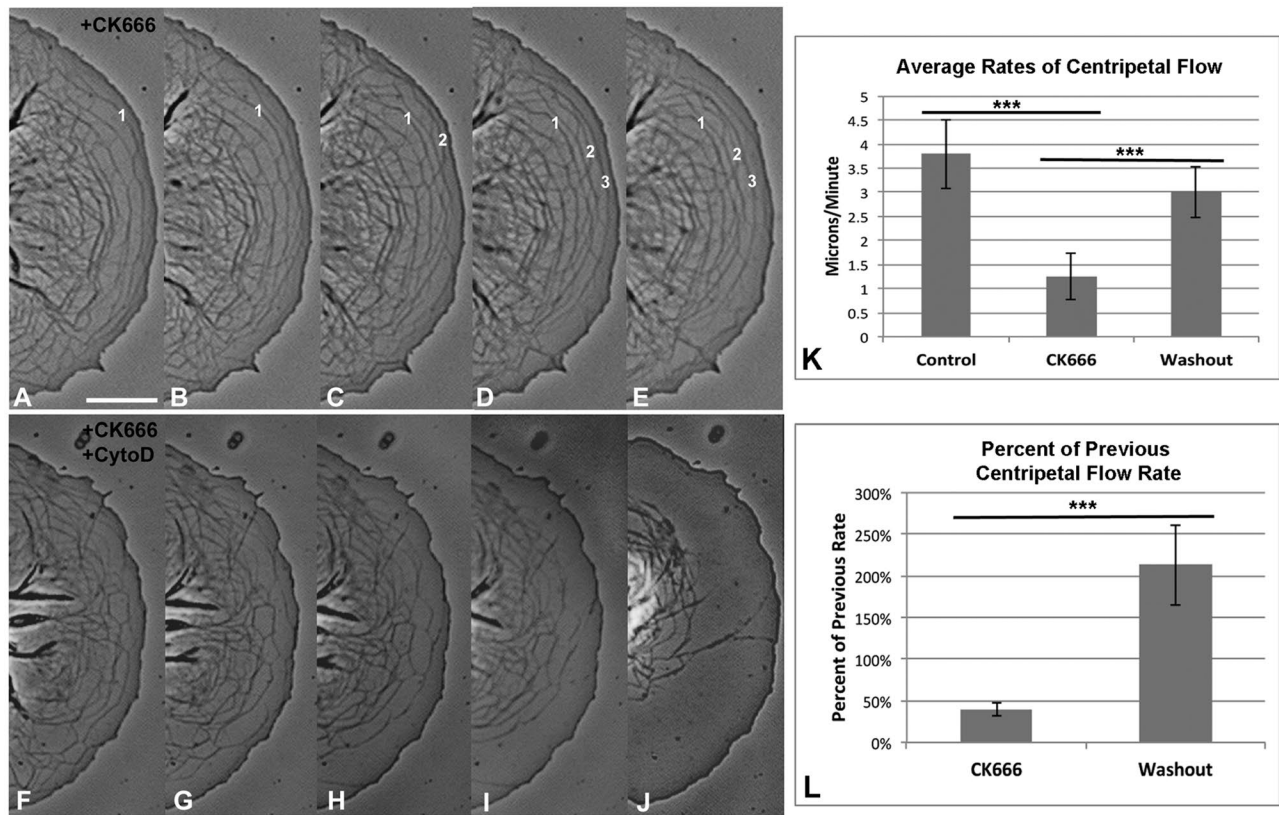 +CK666
1
1
1
2
1
2
3
1
2
3
A
B
C
D
E
+CK666
+CytoD
F
G
H
I
J
Average Rates of Centripetal Flow
***
***
Microns/Minute
5
4.5
4
3.5
3
2.5
2
1.5
1
0.5
0
Control CK666 Washout
K
Percent of Previous
Centripetal Flow Rate
***
Percent of Previous Rate
300%
250%
200%
150%
100%
50%
0%
CK666 Washout
L